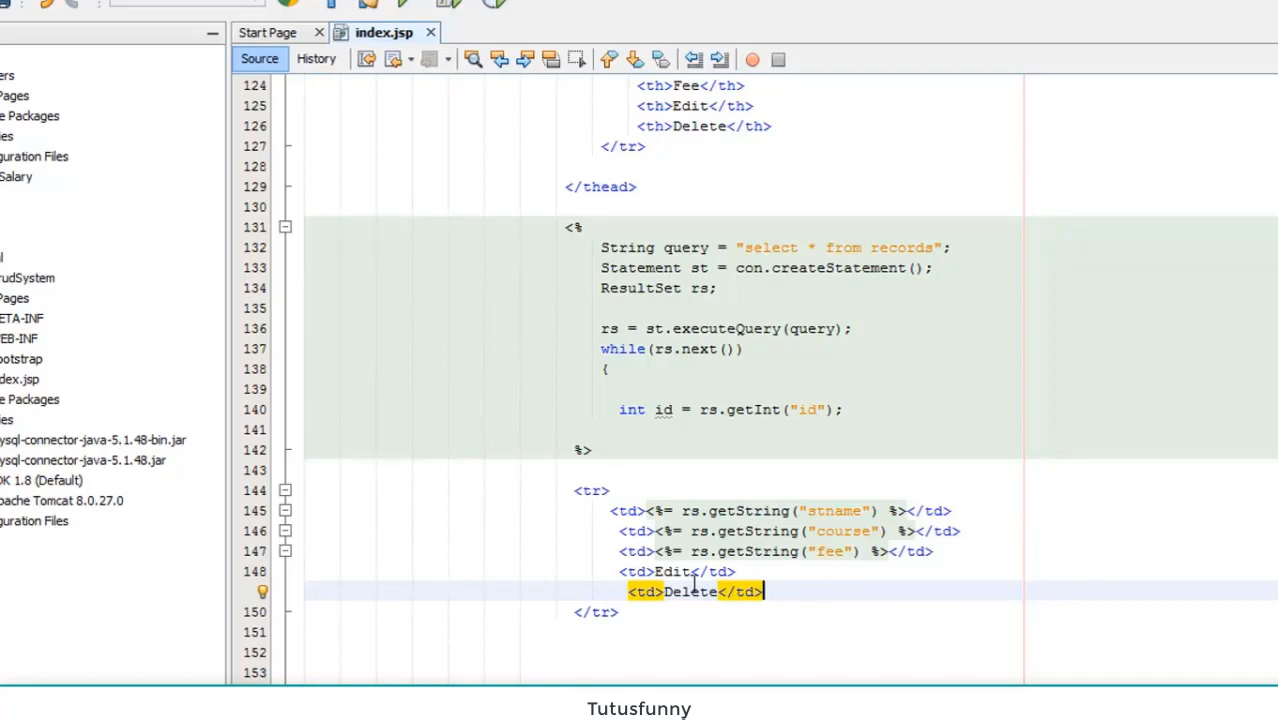 Start Page
index.jsp
Source
History
ers
Pages
e Packages
ies
guration Files
Salary
l
rudSystem
Pages
ETA-INF
EB-INF
ootstrap
dex.jsp
e Packages
ies
ysql-connector-java-5.1.48-bin.jar
ysql-connector-java-5.1.48.jar
DK 1.8 (Default)
pache Tomcat 8.0.27.0
guration Files
124 <th>Fee</th>
125 <th>Edit</th>
126 <th>Delete</th>
127 </tr>
128
129 </thead>
130
131 <%
132 String query = "select * from records";
133 Statement st = con.createStatement();
134 ResultSet rs;
135
136 rs = st.executeQuery(query);
137 while(rs.next())
138 {
139
140 int id = rs.getInt("id");
141
142 %>
143
144 <tr>
145 <td><%= rs.getString("stname") %></td>
146 <td><%= rs.getString("course") %></td>
147 <td><%= rs.getString("fee") %></td>
148 <td>Edit</td>
<td>Delete</td>
150 </tr>
151
152
153
Tutusfunny